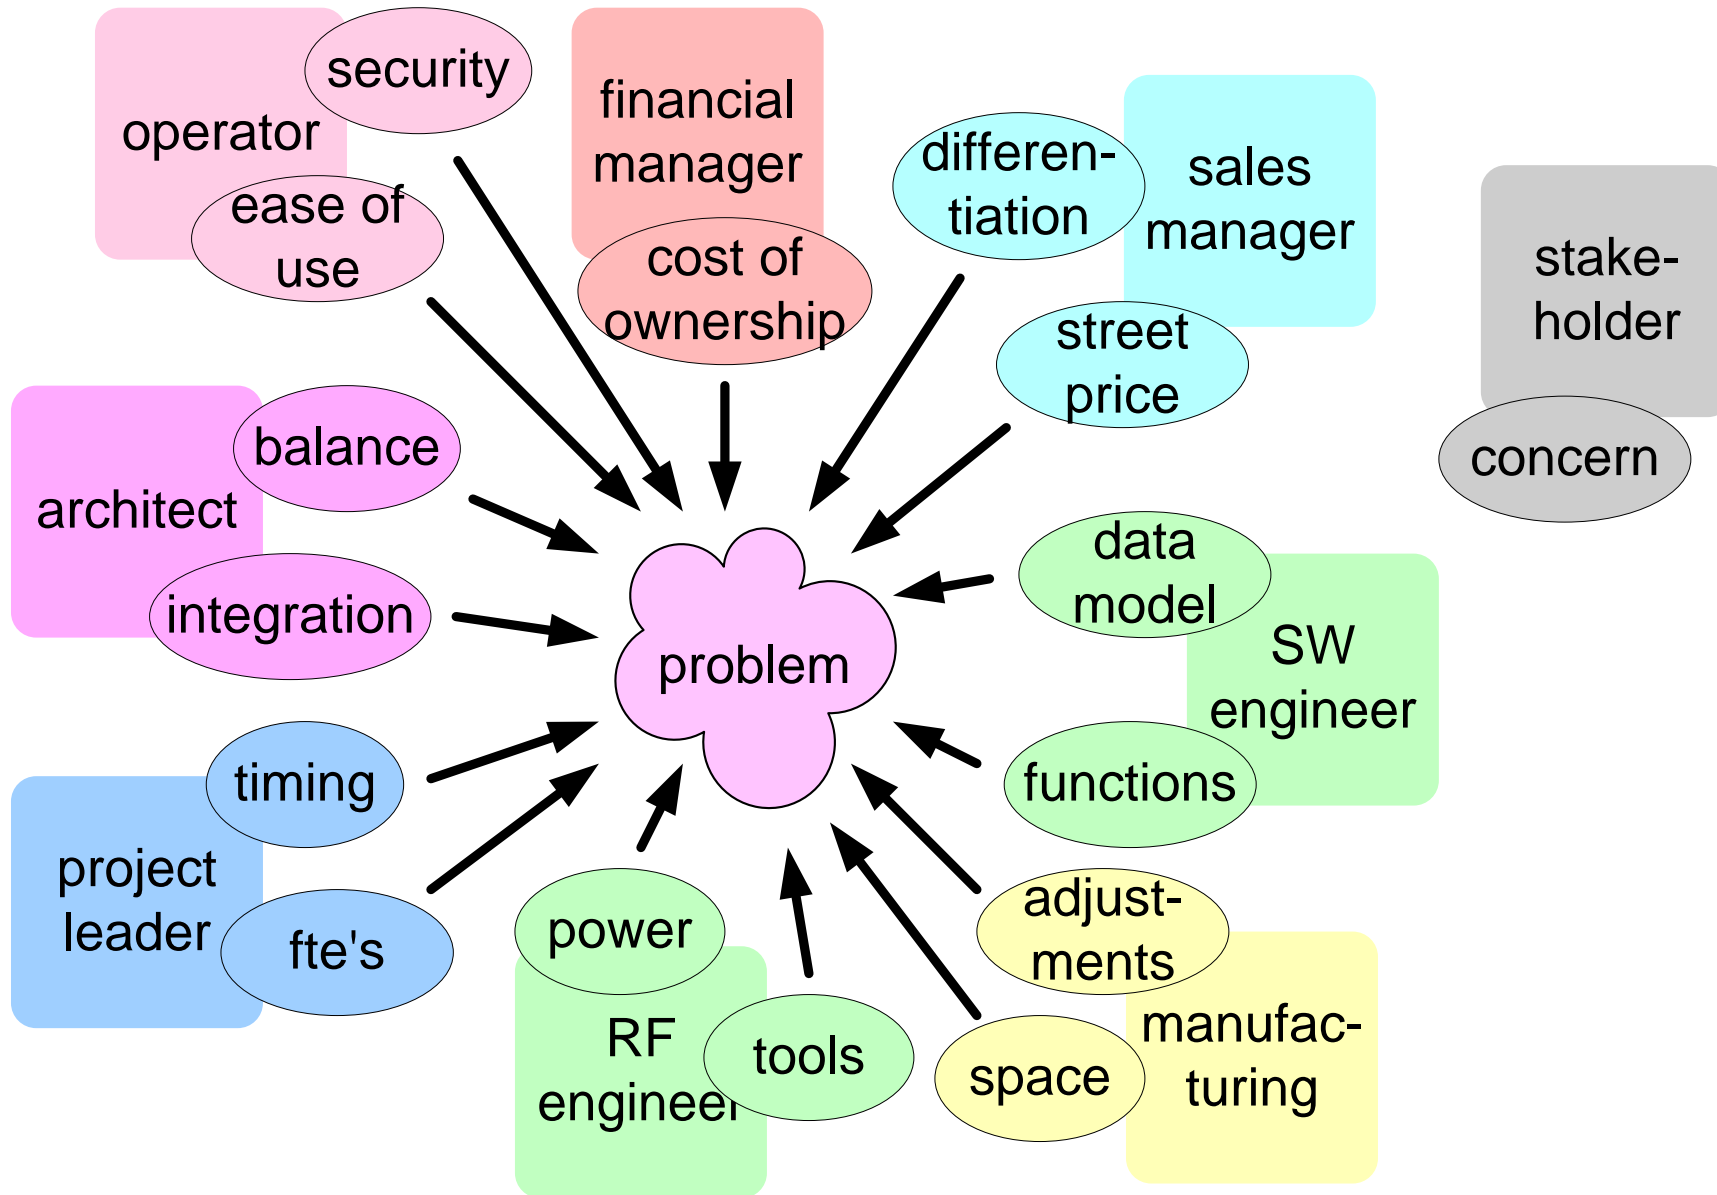 security
operator
ease of
use
financial
manager
cost of
ownership
differen-
tiation
sales
manager
street
price
stake-
holder
concern
balance
architect
integration
problem
data
model
SW
engineer
functions
timing
project
leader
fte's
power
RF
engineer
tools
adjust-
ments
space
manufac-
turing